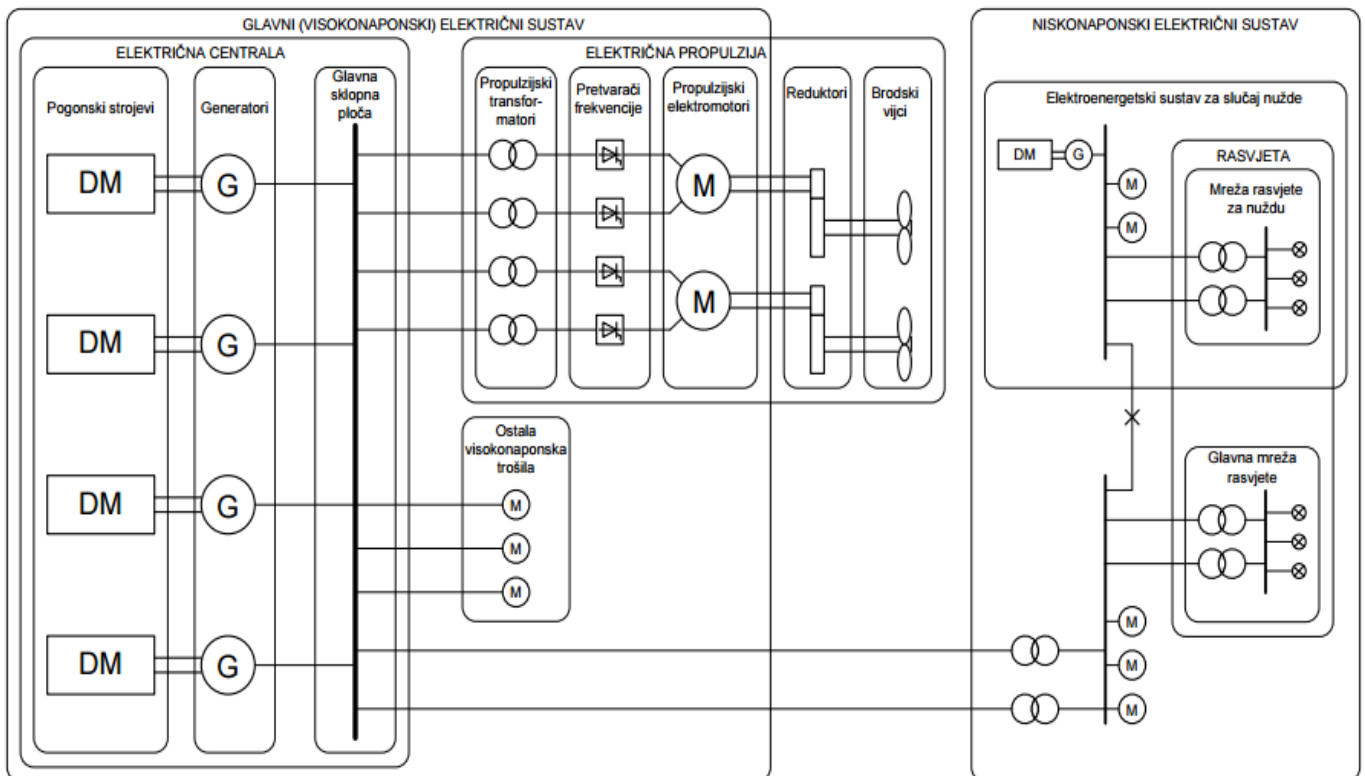 GLAVNI (VISOKONAPONSKI) ELEKTRIČNI SUSTAV
ELEKTRIČNA CENTRALA
Pogonski strojevi
DM
DM
DM
DM
Generatori
G
G
G
G
Glavna
sklopna
ploča
ELEKTRIČNA PROPULZIJA
Propulzijski
transfor-
matori
Pretvarači
frekvencije
Propulzijski
elektromotori
M
M
Reduktori
Brodski
vijci
Ostala
visokonaponska
trošila
M
M
M
NISKONAPONSKI ELEKTRIČNI SUSTAV
Elektroenergetski sustav za slučaj nužde
DM
G
M
M
RASVJETA
Mreža rasvjete
za nuždu
Glavna mreža
rasvjete
M
M
M